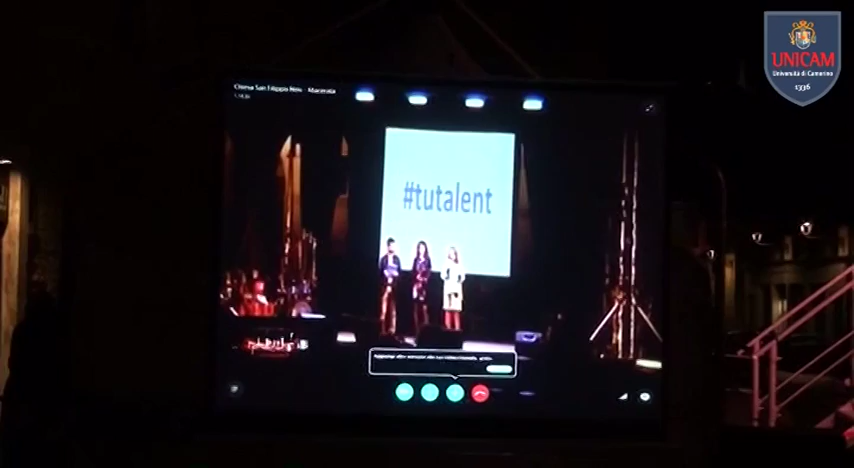 UNICAM
Università di Camerino
1336
Chiesa San Filippo Neri - Macerata
#tutalent